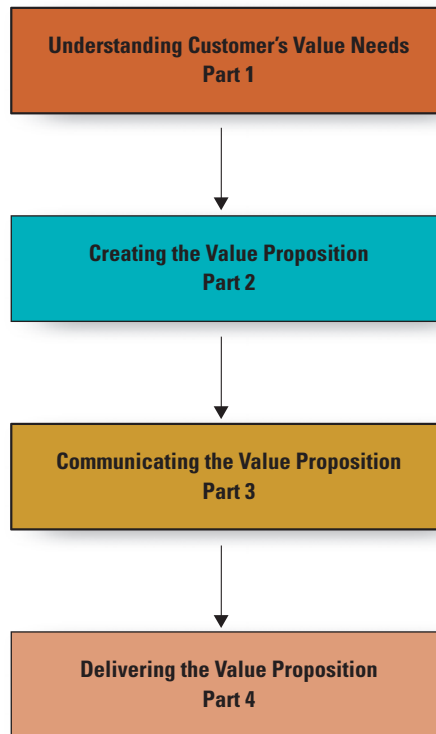 Understanding Customer’s Value Needs
Part 1
Creating the Value Proposition
Part 2
Communicating the Value Proposition
Part 3
Delivering the Value Proposition
Part 4